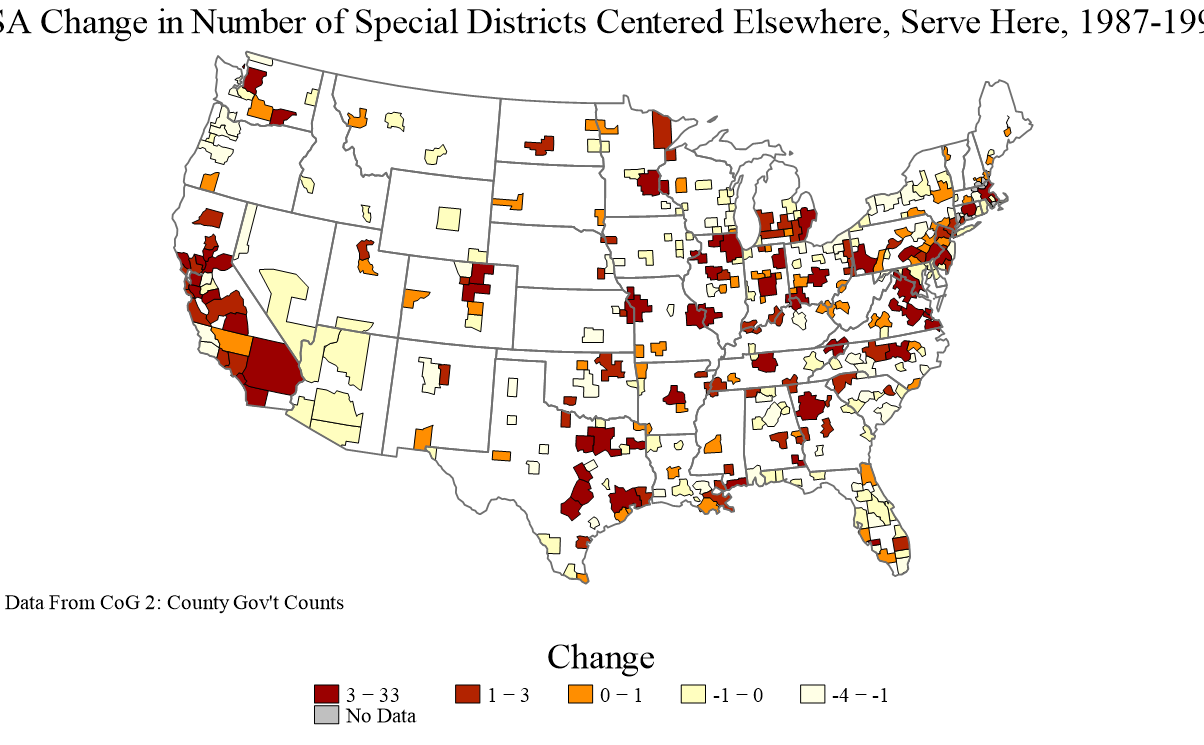 SA Change in Number of Special Districts Centered Elsewhere, Serve Here, 1987-199
Data From CoG 2: County Gov't Counts
Change
3 − 33
1 − 3
0 − 1
-1 − 0
-4 − -1
No Data